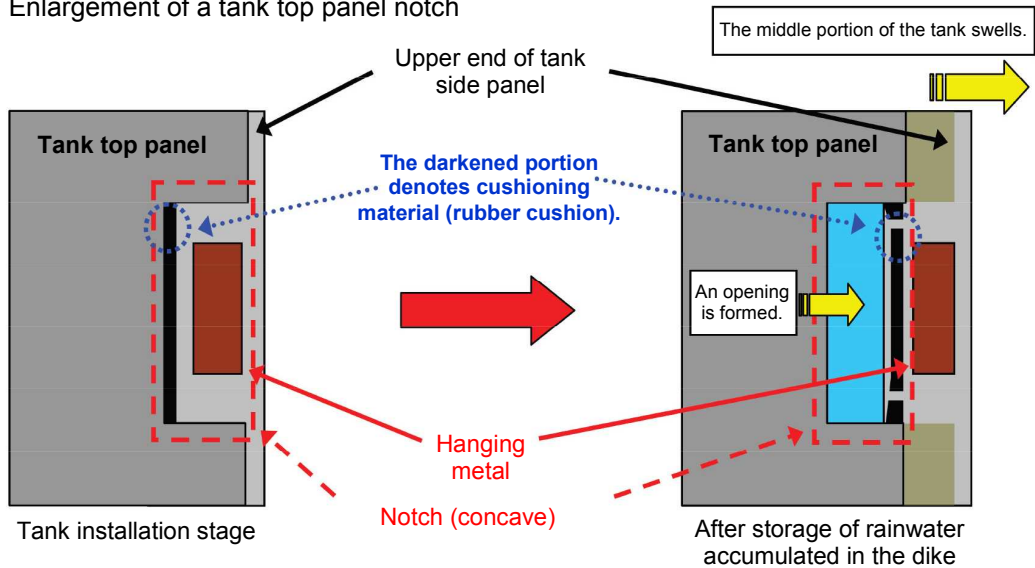 Enlargement of a tank top panel notch
The middle portion of the tank swells.
Upper end of tank
side panel
Tank top panel
Tank top panel
The darkened portion
denotes cushioning
material (rubber cushion).
An opening
is formed.
Hanging
metal
Notch (concave)
Tank installation stage
After storage of rainwater
accumulated in the dike